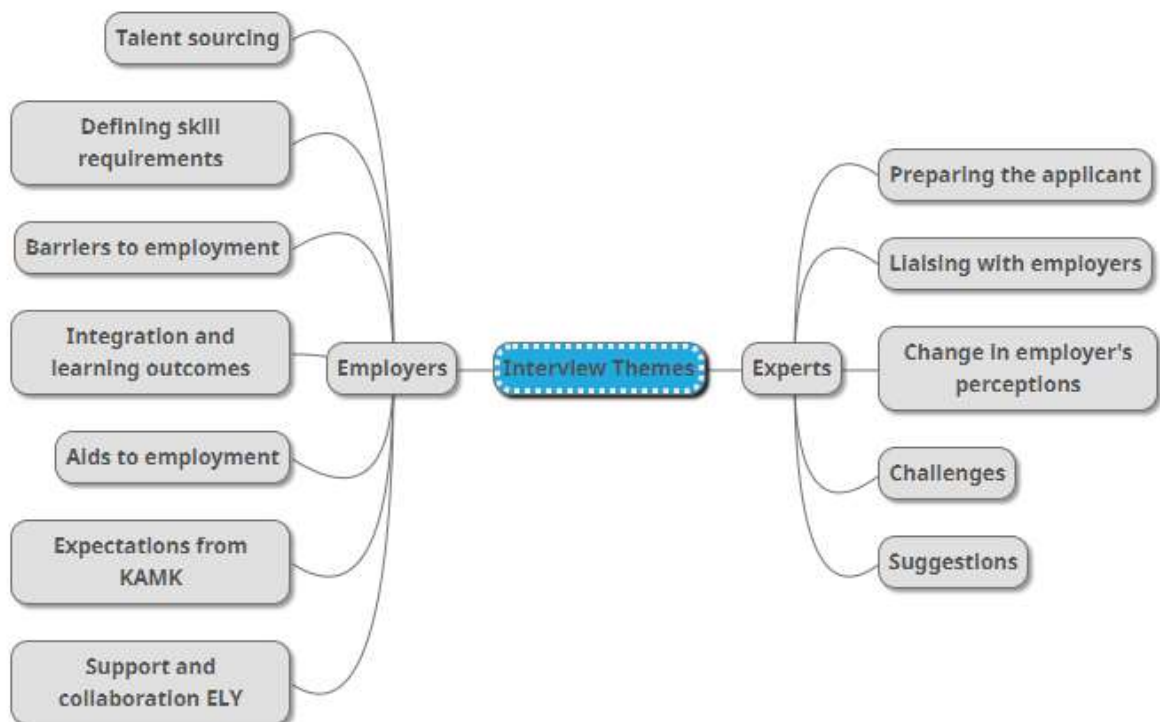 Talent sourcing
Defining skill
requirements
Barriers to employment
Integration and
learning outcomes
Aids to employment
Expectations from
KAMK
Support and
collaboration ELY
Employers
Interview Themes
Experts
Preparing the applicant
Liaising with employers
Change in employer's
perceptions
Challenges
Suggestions